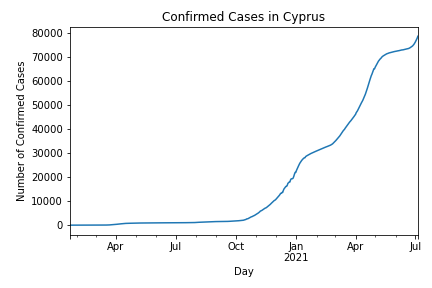 Confirmed Cases in Cyprus
80000
70000
60000
50000
40000
30000
20000
10000
0
Number of Confirmed Cases
Apr Jul Oct Jan Apr Jul
2021
Day